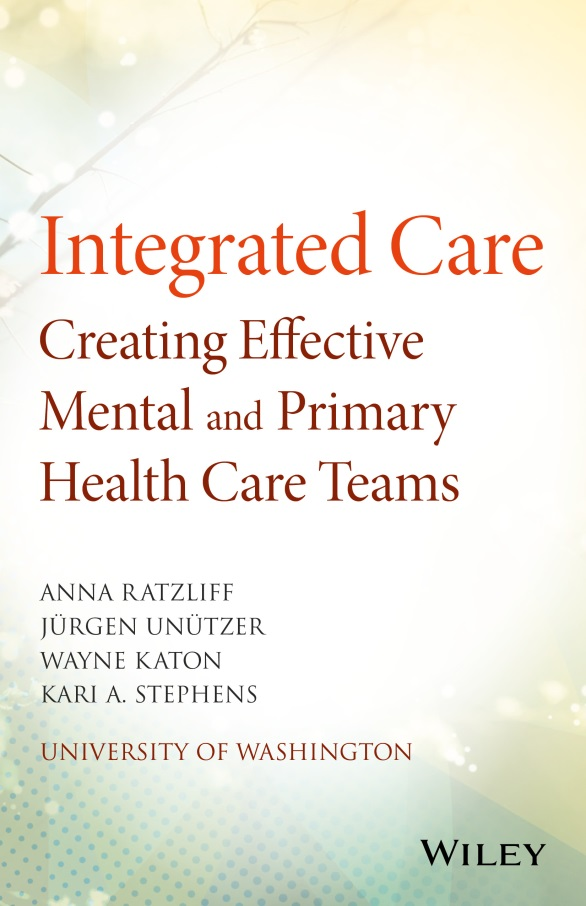 Integrated Care
Creating Effective
Mental and Primary
Health Care Teams
ANNA RATZLIFF
JÜRGEN UNÜTZER
WAYNE KATON
KARI A. STEPHENS
UNIVERSITY OF WASHINGTON
WILEY